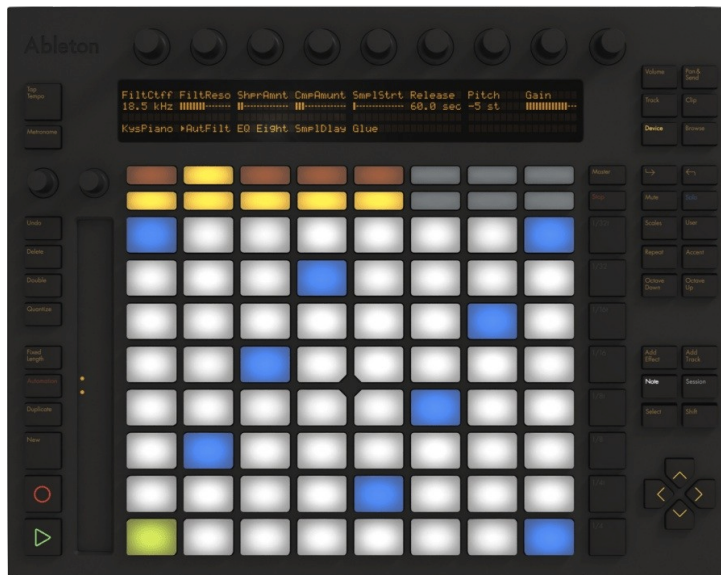 Ableton
Tap Tempo
Metronome
FiltCtff FiltReso ShprAmnt CmpAmunt SmplStrt Release Pitch Gain
18.5 kHz 60.0 sec -5 st
KysPiano ▸AutFilt EQ Eight SmplDlay Glue
Volume
Pan & Send
Track
Clip
Device
Browse
Master
Stop
Mute
Solo
Scales
User
Repeat
Accent
Octave Down
Octave Up
Undo
Delete
Double
Quantize
Fixed Length
Automation
Duplicate
New
Add Effect
Add Track
Note
Session
Select
Shift